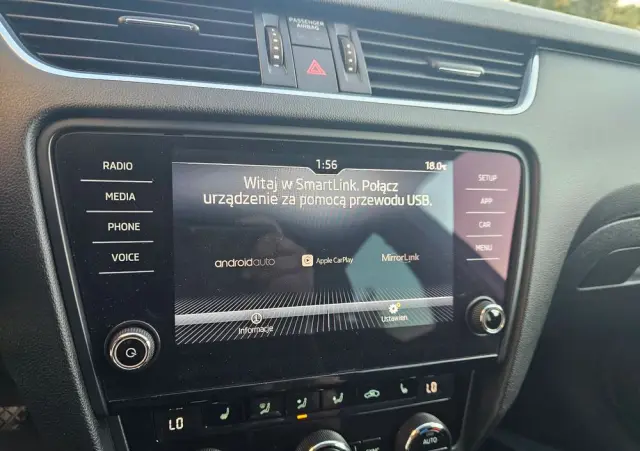 PASSENGER
AIRBAG
RADIO
MEDIA
PHONE
VOICE
1:56
18.0°C
Witaj w SmartLink. Połącz
urządzenie za pomocą przewodu USB.
androidauto
Apple CarPlay
MirrorLink
Informacje
Ustawien.
SETUP
APP
CAR
MENU
LO
LO
AUTO